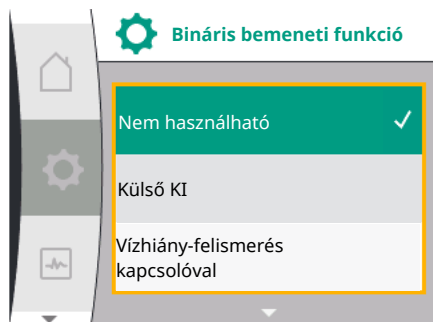 Bináris bemeneti funkció
Nem használható
Külső KI
Vízhiány-felismerés
kapcsolóval